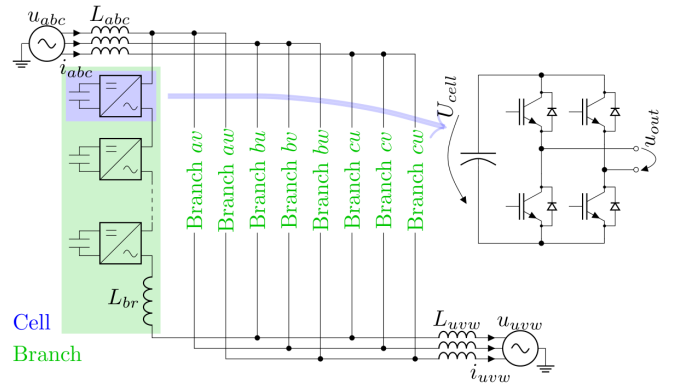 u_abc
L_abc
i_abc
Branch av
Branch aw
Branch bu
Branch bv
Branch bw
Branch cu
Branch cv
Branch cw
U_cell
u_out
L_br
Cell
Branch
L_uvw
u_uvw
i_uvw